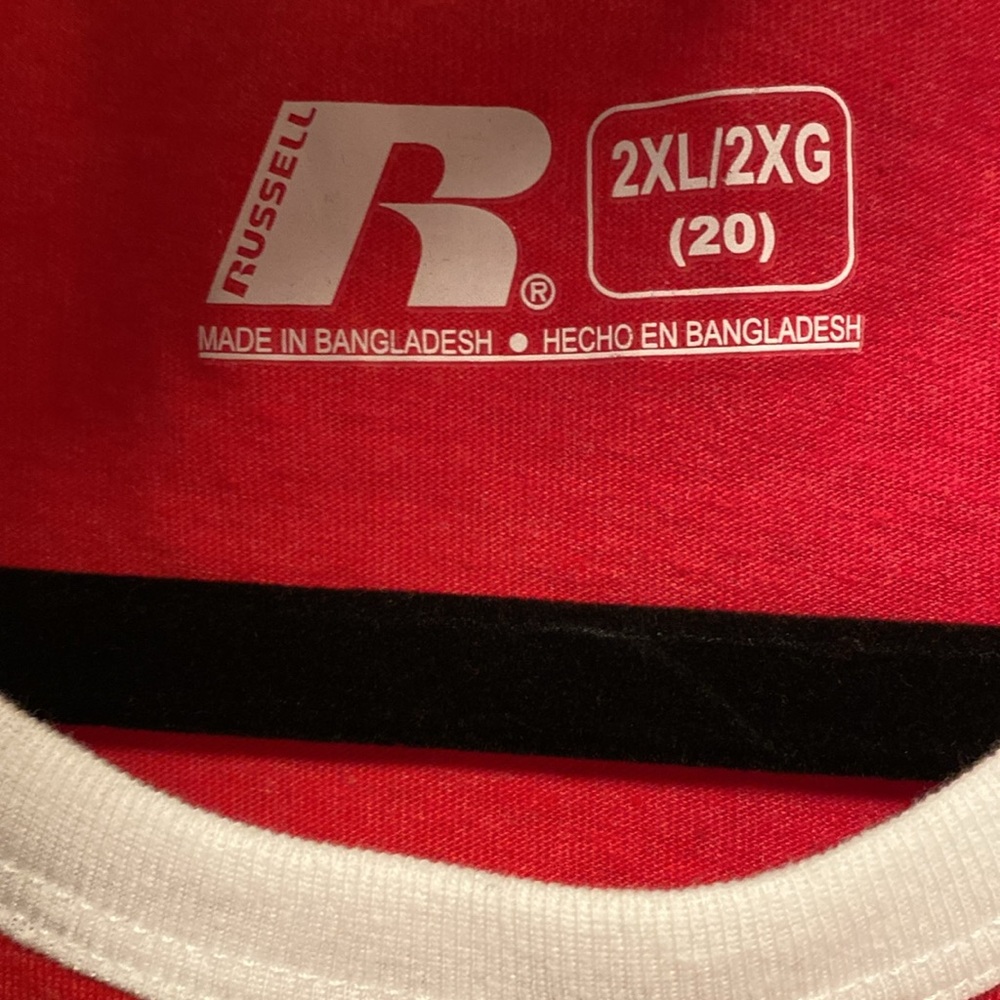 RUSSELL
R®
2XL/2XG
(20)
MADE IN BANGLADESH • HECHO EN BANGLADESH